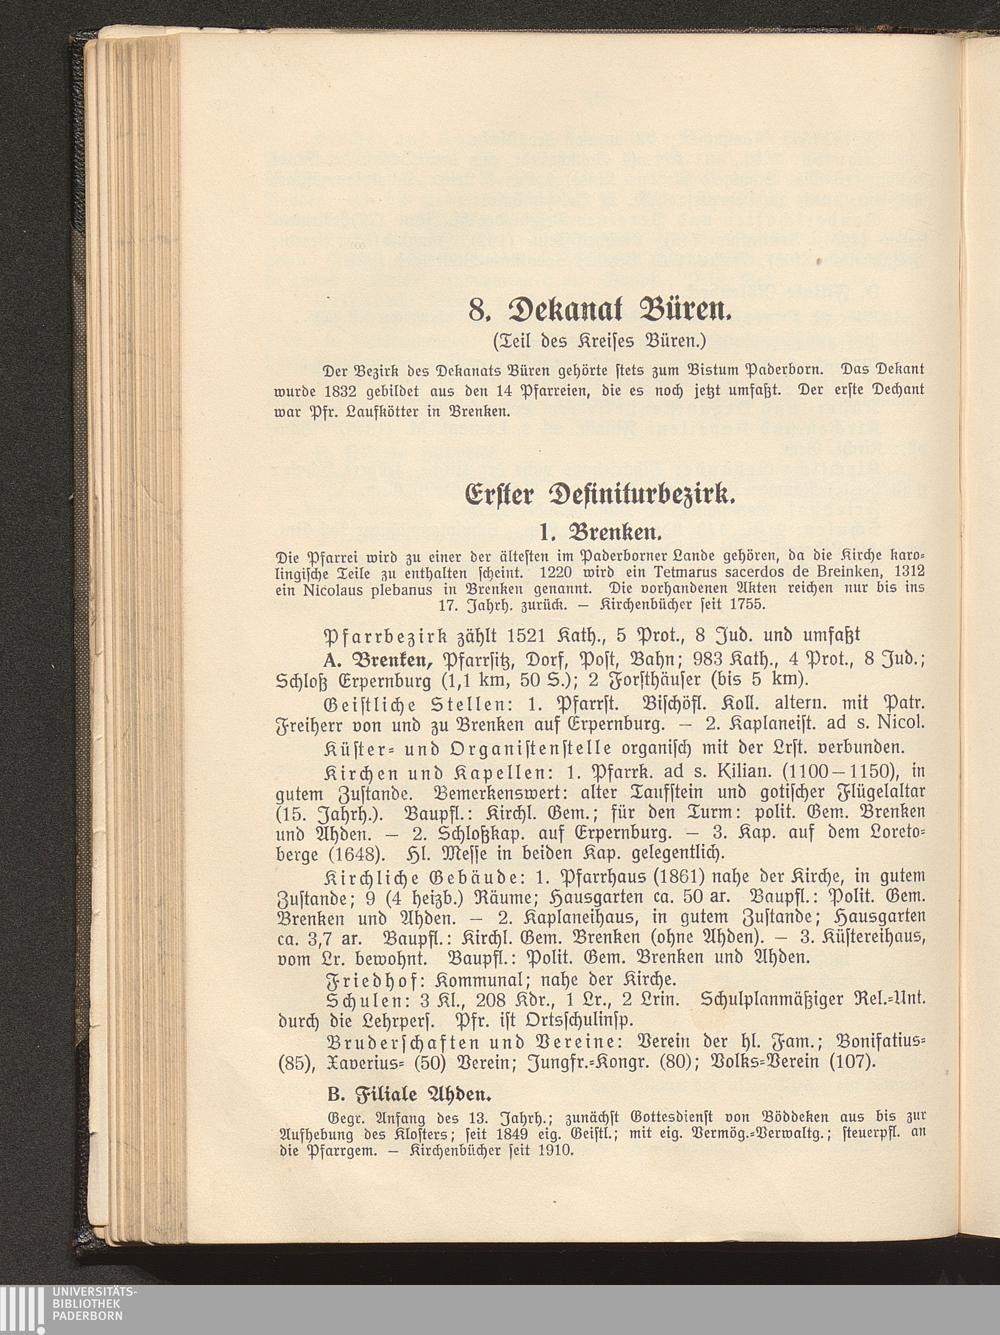 8. Dekanat Büren.
(Teil des Kreises Büren.)
Der Bezirk des Dekanats Büren gehörte stets zum Bistum Paderborn. Das Dekant
wurde 1832 gebildet aus den 14 Pfarreien, die es noch jetzt umfaßt. Der erste Dechant
war Pfr. Laufkötter in Brenken.
Erster Definiturbezirk.
1. Brenken.
Die Pfarrei wird zu einer der ältesten im Paderborner Lande gehören, da die Kirche karo-
lingische Teile zu enthalten scheint. 1220 wird ein Tetmarus sacerdos de Breinken, 1312
ein Nicolaus plebanus in Brenken genannt. Die vorhandenen Akten reichen nur bis ins
17. Jahrh. zurück. — Kirchenbücher seit 1755.
Pfarrbezirk zählt 1521 Kath., 5 Prot., 8 Jud. und umfaßt
A. Brenken, Pfarrsitz, Dorf, Post, Bahn; 983 Kath., 4 Prot., 8 Jud.;
Schloß Erpernburg (1,1 km, 50 S.); 2 Forsthäuser (bis 5 km).
Geistliche Stellen: 1. Pfarrst. Bischöfl. Koll. altern. mit Patr.
Freiherr von und zu Brenken auf Erpernburg. — 2. Kaplaneist. ad s. Nicol.
Küster- und Organistenstelle organisch mit der Lrst. verbunden.
Kirchen und Kapellen: 1. Pfarrk. ad s. Kilian. (1100—1150), in
gutem Zustande. Bemerkenswert: alter Taufstein und gotischer Flügelaltar
(15. Jahrh.). Baupfl.: Kirchl. Gem.; für den Turm: polit. Gem. Brenken
und Ahden. — 2. Schloßkap. auf Erpernburg. — 3. Kap. auf dem Loreto-
berge (1648). Hl. Messe in beiden Kap. gelegentlich.
Kirchliche Gebäude: 1. Pfarrhaus (1861) nahe der Kirche, in gutem
Zustande; 9 (4 heizb.) Räume; Hausgarten ca. 50 ar. Baupfl.: Polit. Gem.
Brenken und Ahden. — 2. Kaplaneihaus, in gutem Zustande; Hausgarten
ca. 3,7 ar. Baupfl.: Kirchl. Gem. Brenken (ohne Ahden). — 3. Küstereihaus,
vom Lr. bewohnt. Baupfl.: Polit. Gem. Brenken und Ahden.
Friedhof: Kommunal; nahe der Kirche.
Schulen: 3 Kl., 208 Kdr., 1 Lr., 2 Lrin. Schulplanmäßiger Rel.-Unt.
durch die Lehrpers. Pfr. ist Ortsschulinsp.
Bruderschaften und Vereine: Verein der hl. Fam.; Bonifatius-
(85), Xaverius- (50) Verein; Jungfr.-Kongr. (80); Volks-Verein (107).
B. Filiale Ahden.
Gegr. Anfang des 13. Jahrh.; zunächst Gottesdienst von Böddeken aus bis zur
Aufhebung des Klosters; seit 1849 eig. Geistl.; mit eig. Vermög.-Verwaltg.; steuerpfl. an
die Pfarrgem. — Kirchenbücher seit 1910.
UNIVERSITÄTS-
BIBLIOTHEK
PADERBORN